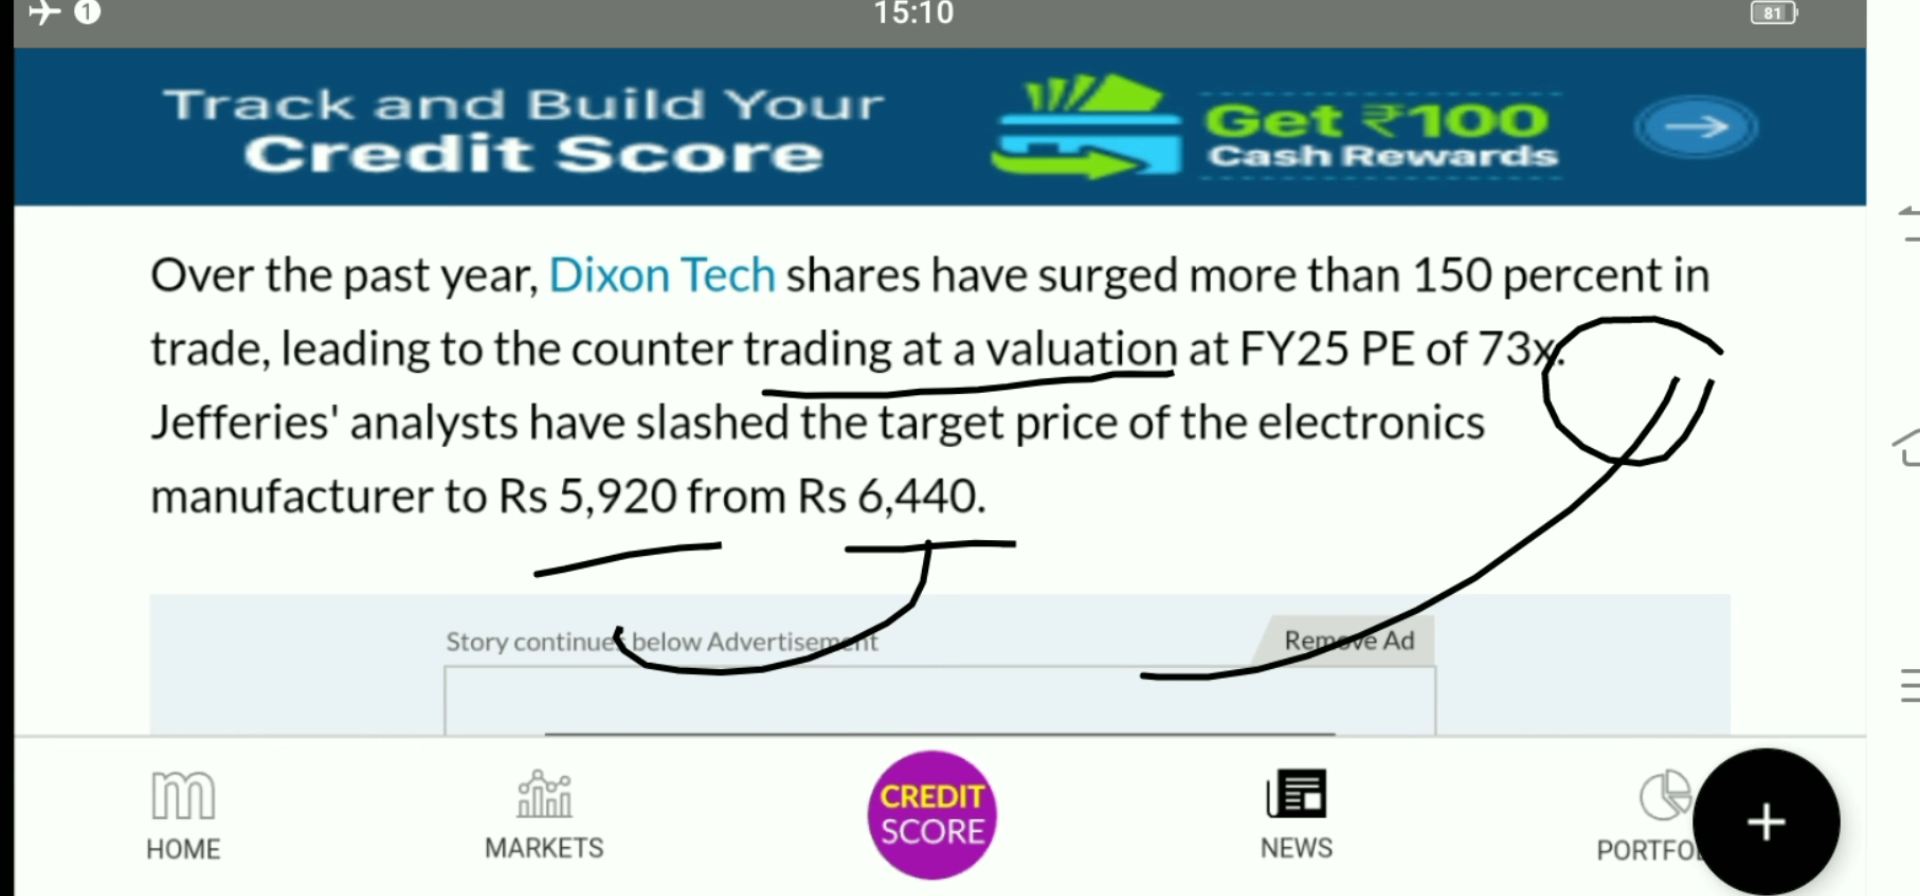 1 15:10 81
Track and Build Your
Credit Score
Get ₹100
Cash Rewards
Over the past year, Dixon Tech shares have surged more than 150 percent in
trade, leading to the counter trading at a valuation at FY25 PE of 73x.
Jefferies' analysts have slashed the target price of the electronics
manufacturer to Rs 5,920 from Rs 6,440.
Story continues below Advertisement
Remove Ad
m
CREDIT
SCORE
+
HOME MARKETS NEWS PORTFOL